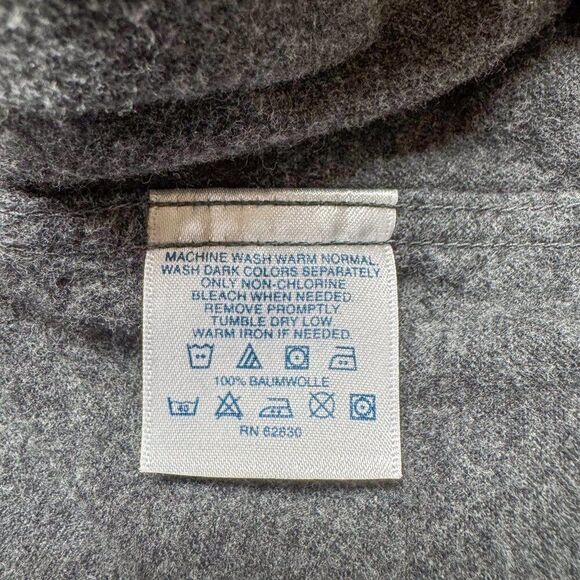 MACHINE WASH WARM NORMAL,
WASH DARK COLORS SEPARATELY
ONLY NON-CHLORINE
BLEACH WHEN NEEDED.
REMOVE PROMPTLY.
TUMBLE DRY LOW.
WARM IRON IF NEEDED.
100% BAUMWOLLE
40
RN 62830